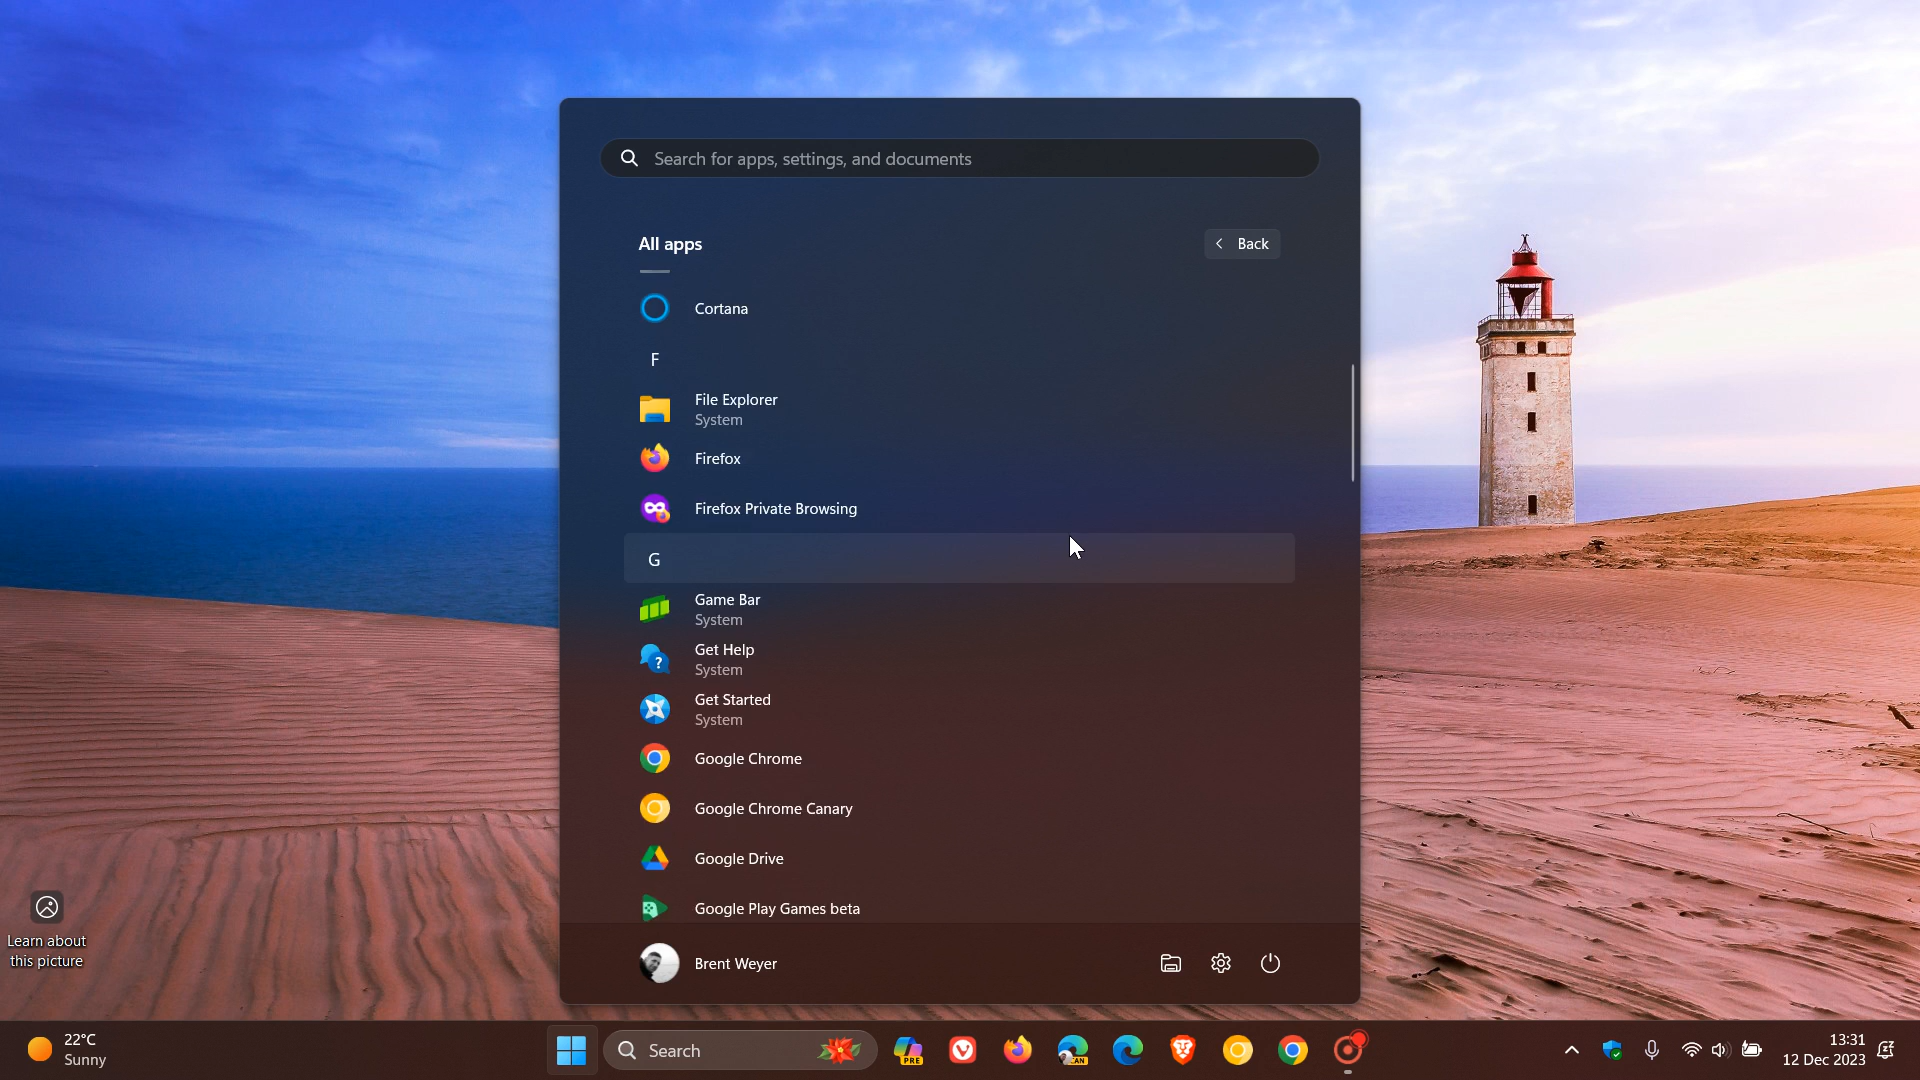 Search for apps, settings, and documents
All apps
Back
Cortana
F
File Explorer
System
Firefox
Firefox Private Browsing
G
Game Bar
System
Get Help
System
Get Started
System
Google Chrome
Google Chrome Canary
Google Drive
Google Play Games beta
Brent Weyer
Learn about
this picture
22°C
Sunny
Search
PRE
CAN
13:31
12 Dec 2023